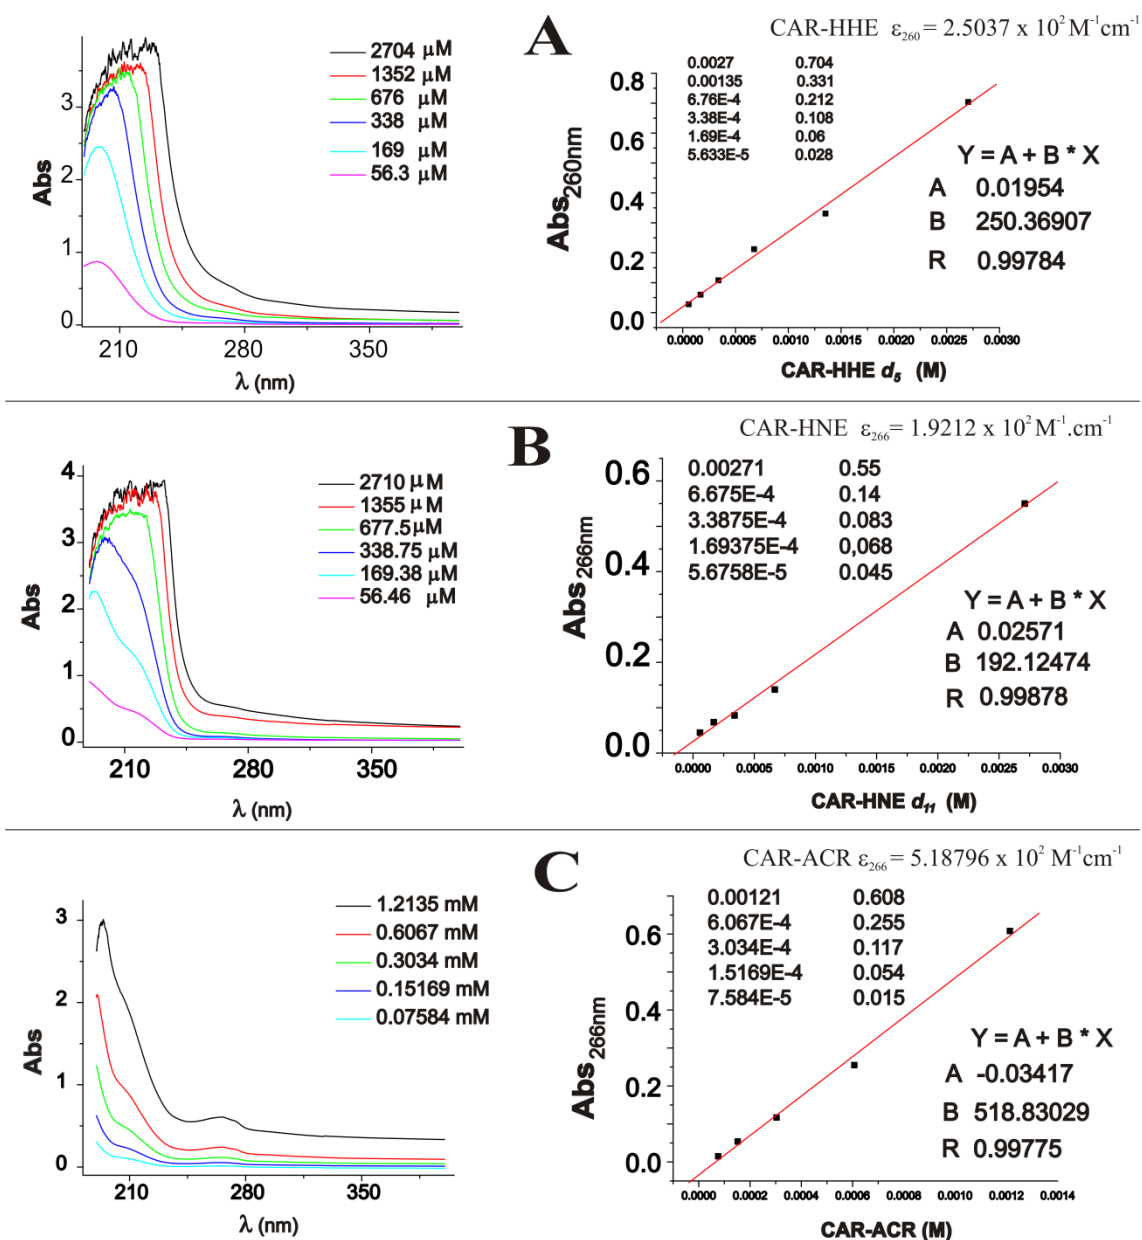 A
CAR-HHE ε260 = 2.5037 x 10² M⁻¹cm⁻¹
2704 μM
1352 μM
676 μM
338 μM
169 μM
56.3 μM
Abs
3
2
1
0
210 280 350
λ (nm)
0.0027 0.704
0.00135 0.331
6.76E-4 0.212
3.38E-4 0.108
1.69E-4 0.06
5.633E-5 0.028
Y = A + B * X
A 0.01954
B 250.36907
R 0.99784
Abs260nm
0.8
0.6
0.4
0.2
0.0
0.0000 0.0005 0.0010 0.0015 0.0020 0.0025 0.0030
CAR-HHE d5 (M)
B
CAR-HNE ε266 = 1.9212 x 10² M⁻¹.cm⁻¹
2710 μM
1355 μM
677.5 μM
338.75 μM
169.38 μM
56.46 μM
Abs
4
3
2
1
0
210 280 350
λ (nm)
0.00271 0.55
6.675E-4 0.14
3.3875E-4 0.083
1.69375E-4 0,068
5.6758E-5 0.045
Y = A + B * X
A 0.02571
B 192.12474
R 0.99878
Abs266nm
0.6
0.4
0.2
0.0
0.0000 0.0005 0.0010 0.0015 0.0020 0.0025 0.0030
CAR-HNE d11 (M)
C
CAR-ACR ε266 = 5.18796 x 10² M⁻¹cm⁻¹
1.2135 mM
0.6067 mM
0.3034 mM
0.15169 mM
0.07584 mM
Abs
3
2
1
0
210 280 350
λ (nm)
0.00121 0.608
6.067E-4 0.255
3.034E-4 0.117
1.5169E-4 0.054
7.584E-5 0.015
Y = A + B * X
A -0.03417
B 518.83029
R 0.99775
Abs266nm
0.6
0.4
0.2
0.0
0.0000 0.0002 0.0004 0.0006 0.0008 0.0010 0.0012 0.0014
CAR-ACR (M)